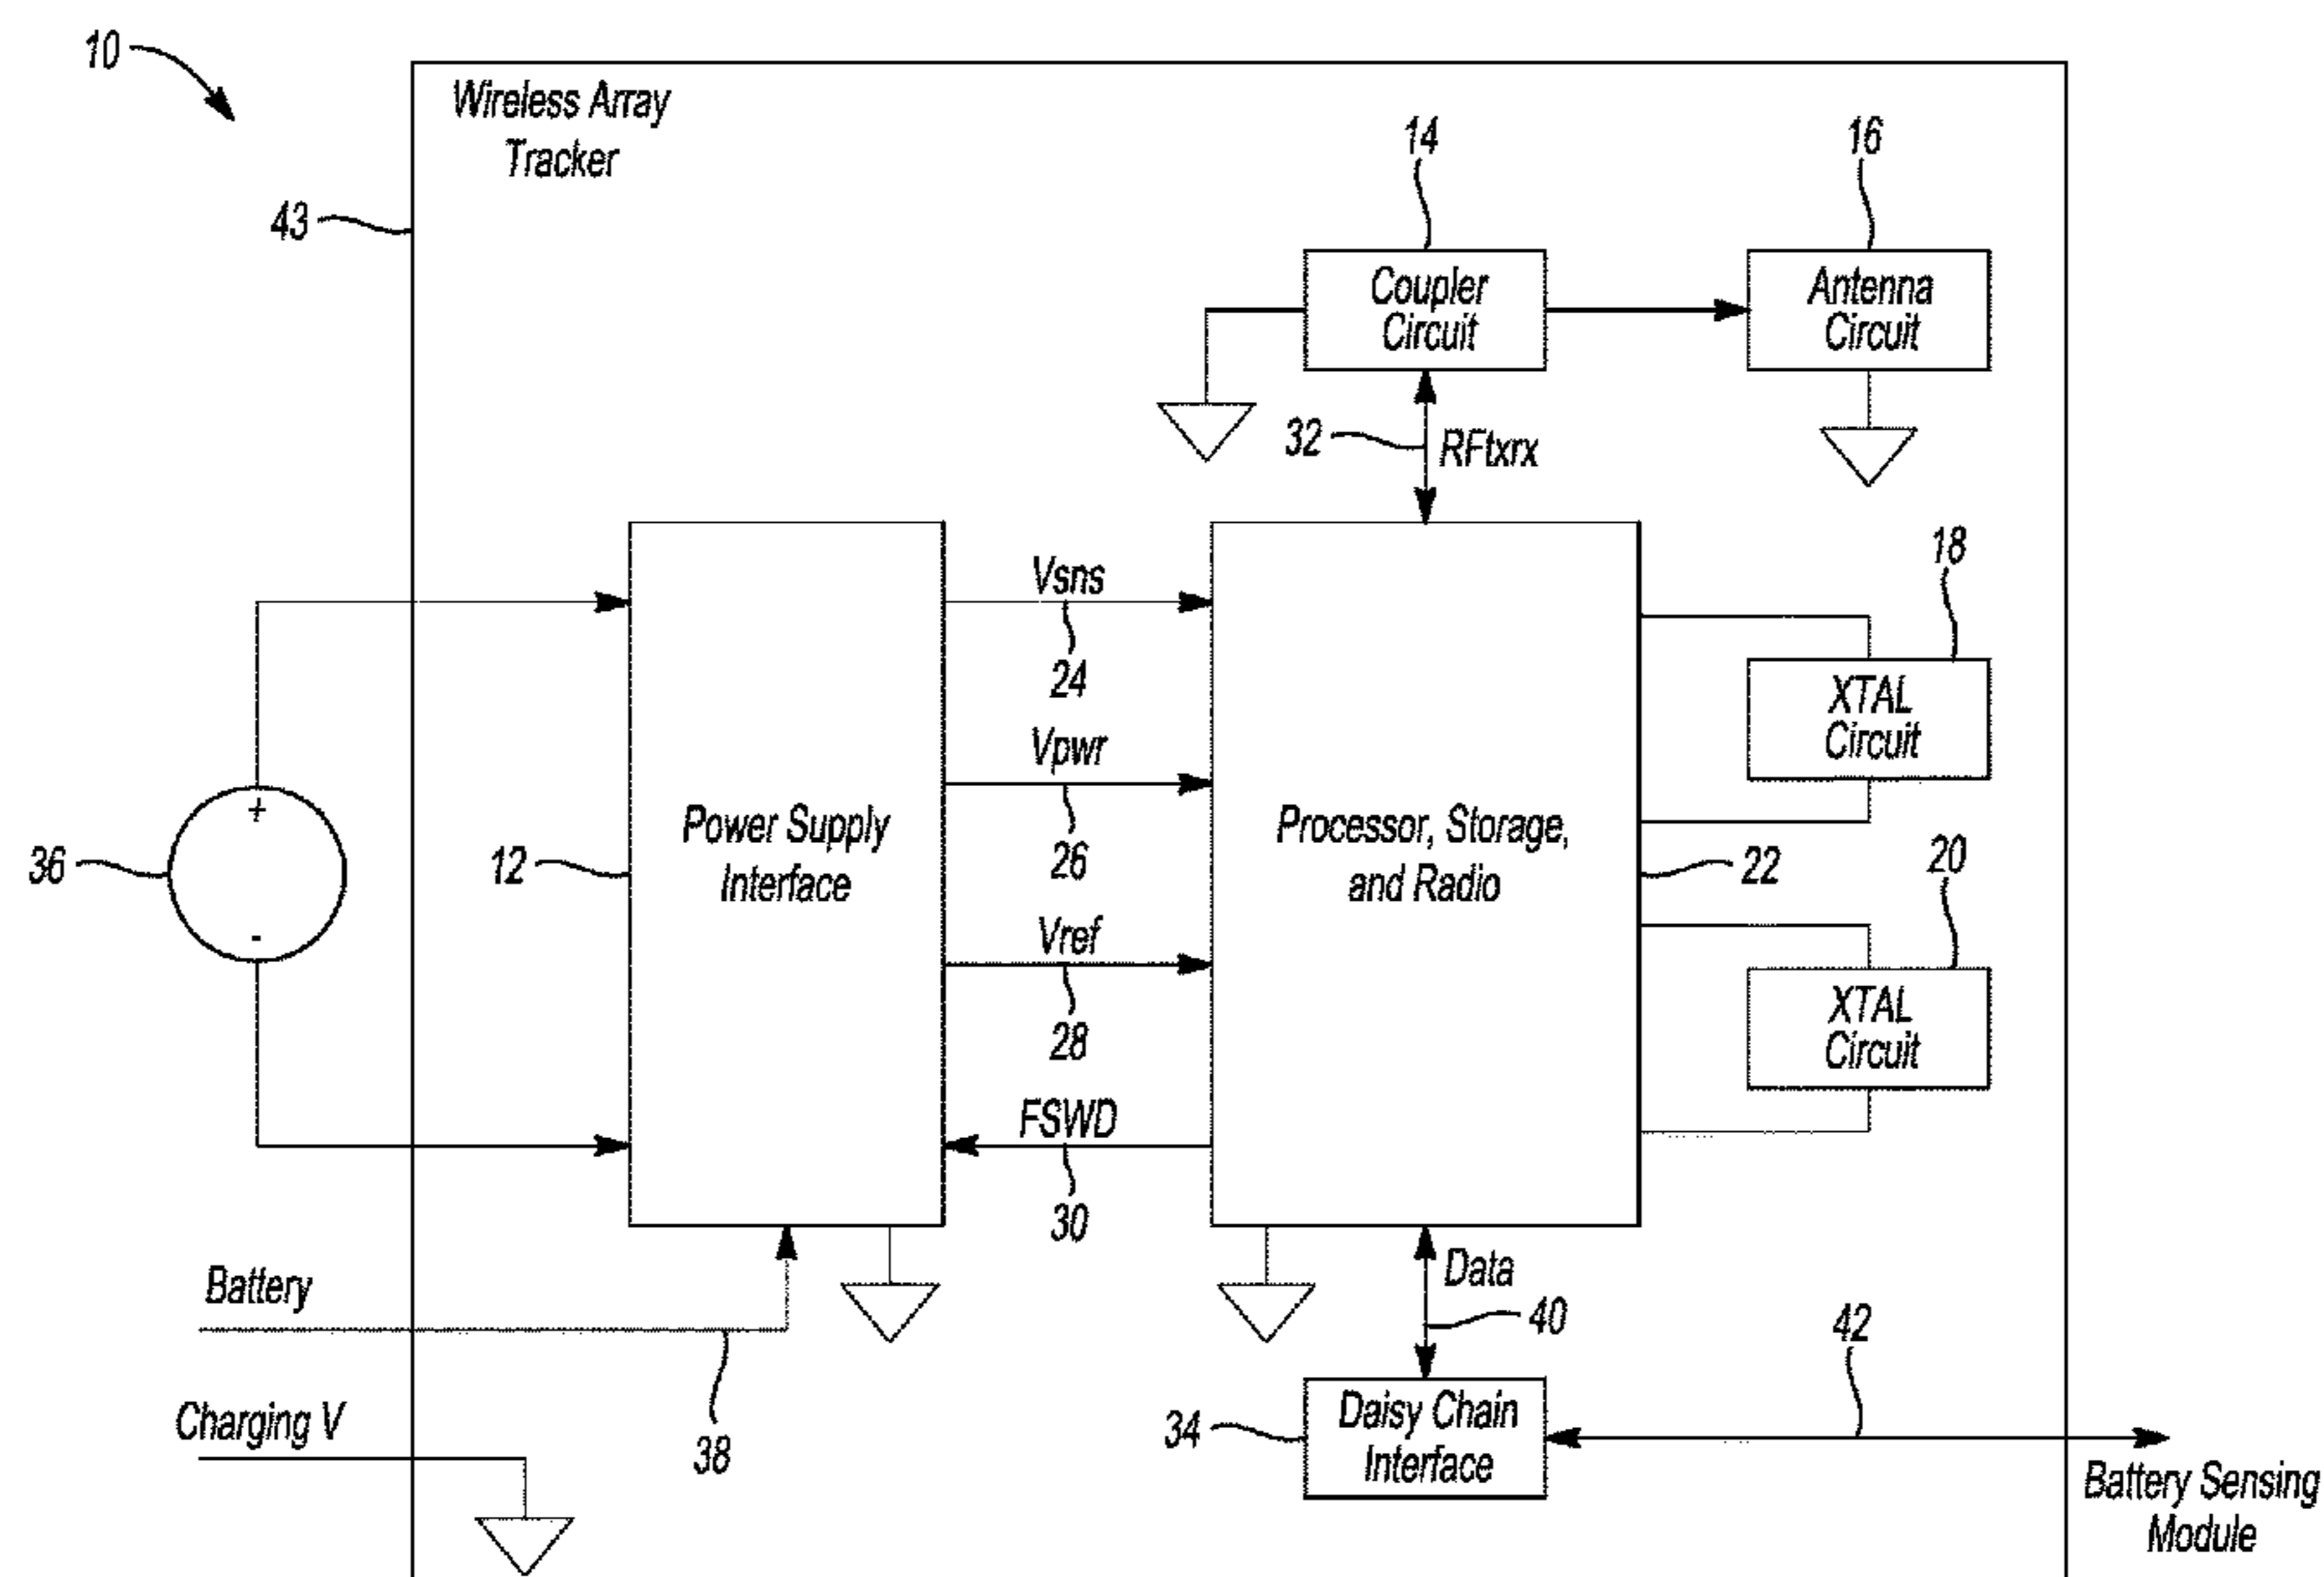 10
Wireless Array
Tracker
43
14
16
Coupler
Circuit
Antenna
Circuit
32
RFtxrx
Vsns
24
18
XTAL
Circuit
Vpwr
26
+
36
-
12
Power Supply
Interface
Processor, Storage,
and Radio
22
20
Vref
28
XTAL
Circuit
FSWD
30
Battery
38
Data
40
42
Charging V
34
Daisy Chain
Interface
Battery Sensing
Module